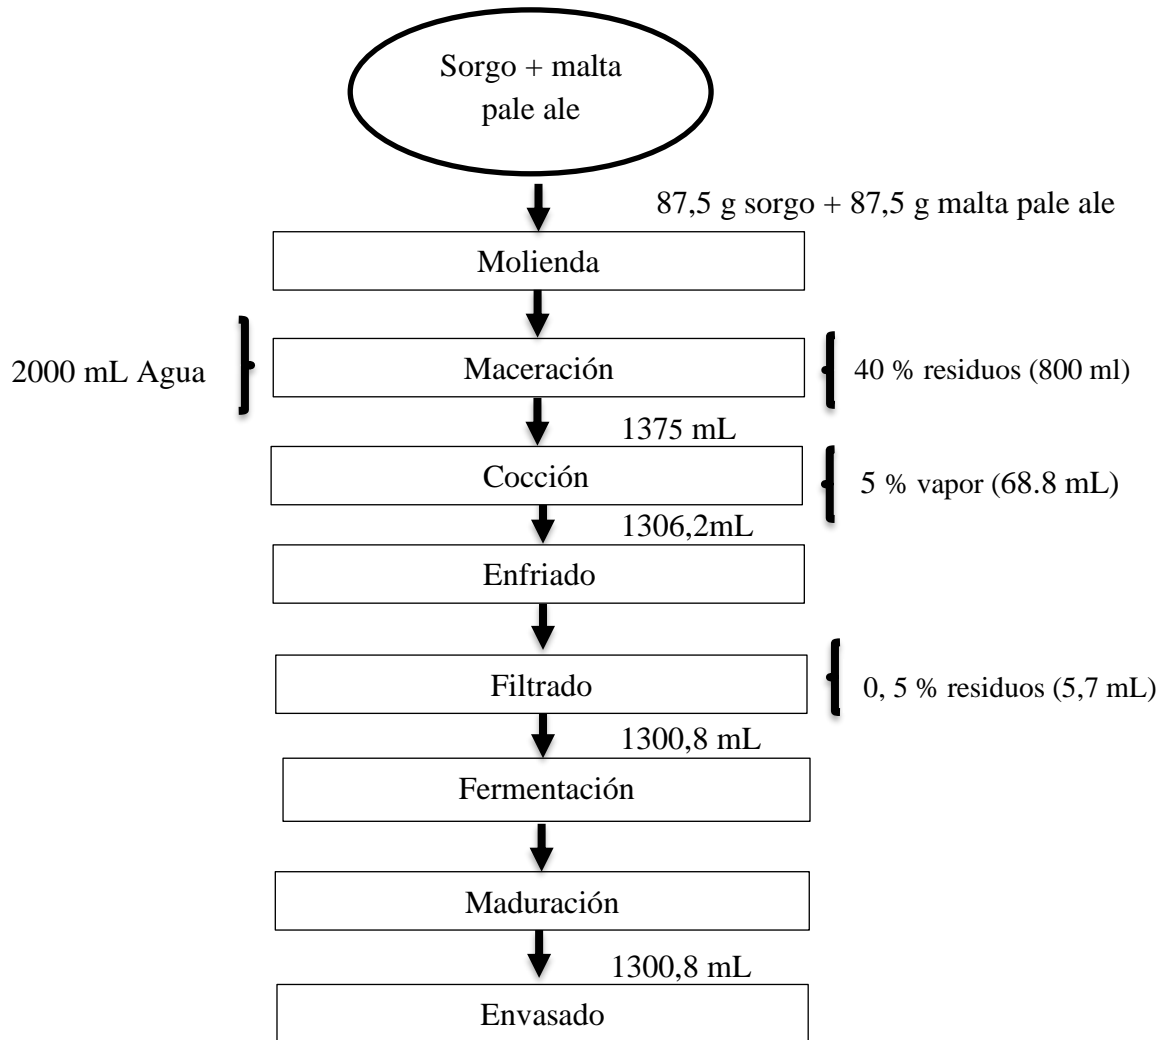 Sorgo + malta
pale ale
87,5 g sorgo + 87,5 g malta pale ale
Molienda
2000 mL Agua
Maceración
40 % residuos (800 ml)
1375 mL
Cocción
5 % vapor (68.8 mL)
1306,2mL
Enfriado
Filtrado
0, 5 % residuos (5,7 mL)
1300,8 mL
Fermentación
Maduración
1300,8 mL
Envasado